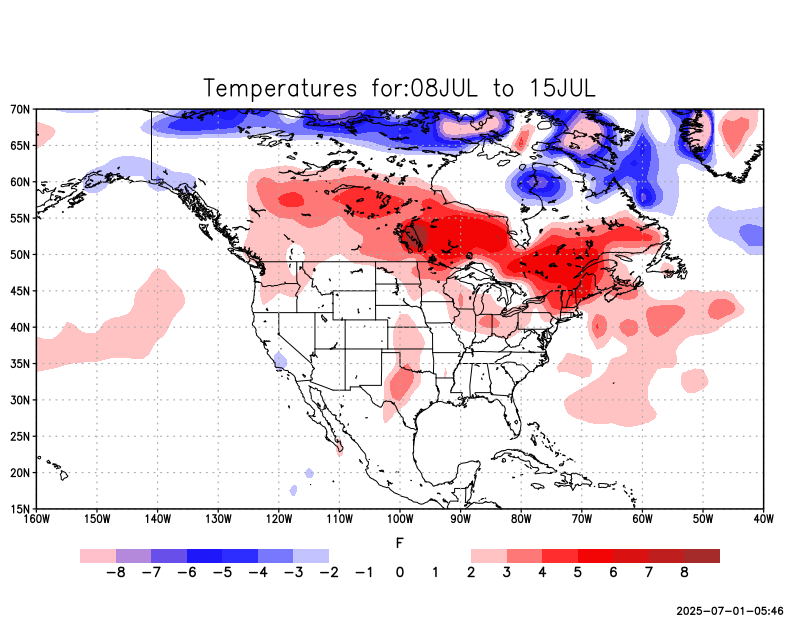 Temperatures for:08JUL to 15JUL
70N
65N
60N
55N
50N
45N
40N
35N
30N
25N
20N
15N
160W 150W 140W 130W 120W 110W 100W 90W 80W 70W 60W 50W 40W
F
-8 -7 -6 -5 -4 -3 -2 -1 0 1 2 3 4 5 6 7 8
2025-07-01-05:46